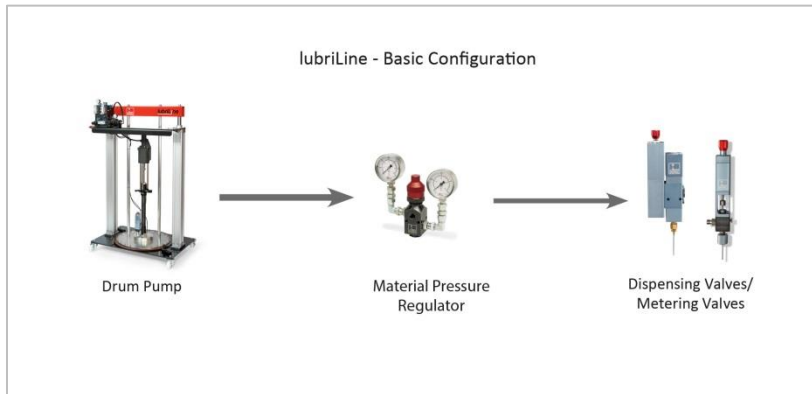 lubriLine - Basic Configuration
Drum Pump
Material Pressure
Regulator
Dispensing Valves/
Metering Valves